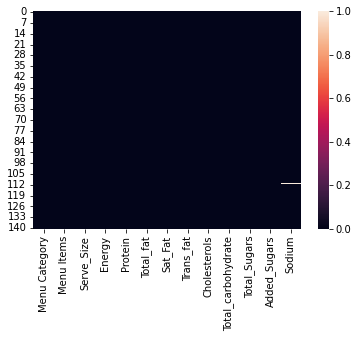 0
7
14
21
28
35
42
49
56
63
70
77
84
91
98
105
112
119
126
133
140
Menu Category
Menu Items
Serve_Size
Energy
Protein
Total_fat
Sat_Fat
Trans_fat
Cholesterols
Total_carbohydrate
Total_Sugars
Added_Sugars
Sodium
1.0
0.8
0.6
0.4
0.2
0.0